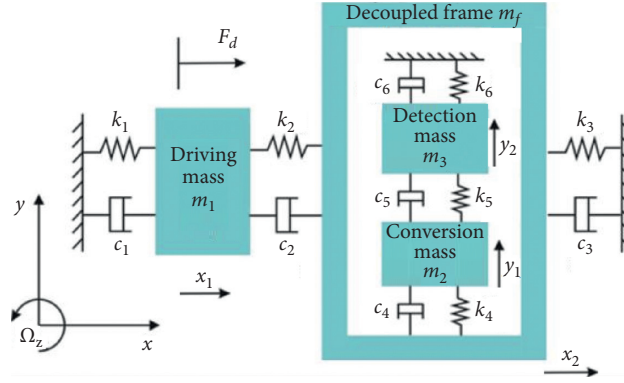 Decoupled frame m_f
F_d
c_6
k_6
k_1
k_2
Detection
mass
m_3
y_2
k_3
Driving
mass
m_1
y
c_5
k_5
c_1
c_2
Conversion
mass
m_2
y_1
c_3
x_1
c_4
k_4
Ω_z
x
x_2